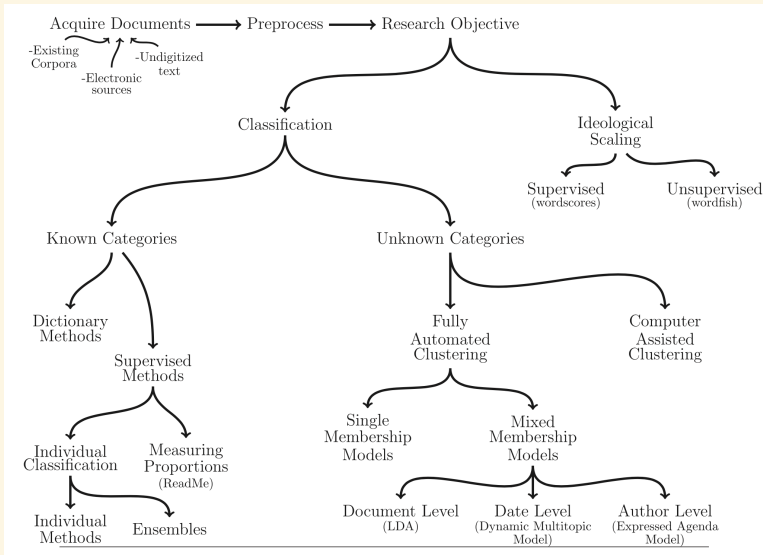 Acquire Documents
Preprocess
Research Objective
-Existing
Corpora
-Electronic
sources
-Undigitized
text
Classification
Ideological
Scaling
Supervised
(wordscores)
Unsupervised
(wordfish)
Known Categories
Unknown Categories
Dictionary
Methods
Supervised
Methods
Fully
Automated
Clustering
Computer
Assisted
Clustering
Individual
Classification
Measuring
Proportions
(ReadMe)
Single
Membership
Models
Mixed
Membership
Models
Individual
Methods
Ensembles
Document Level
(LDA)
Date Level
(Dynamic Multitopic
Model)
Author Level
(Expressed Agenda
Model)